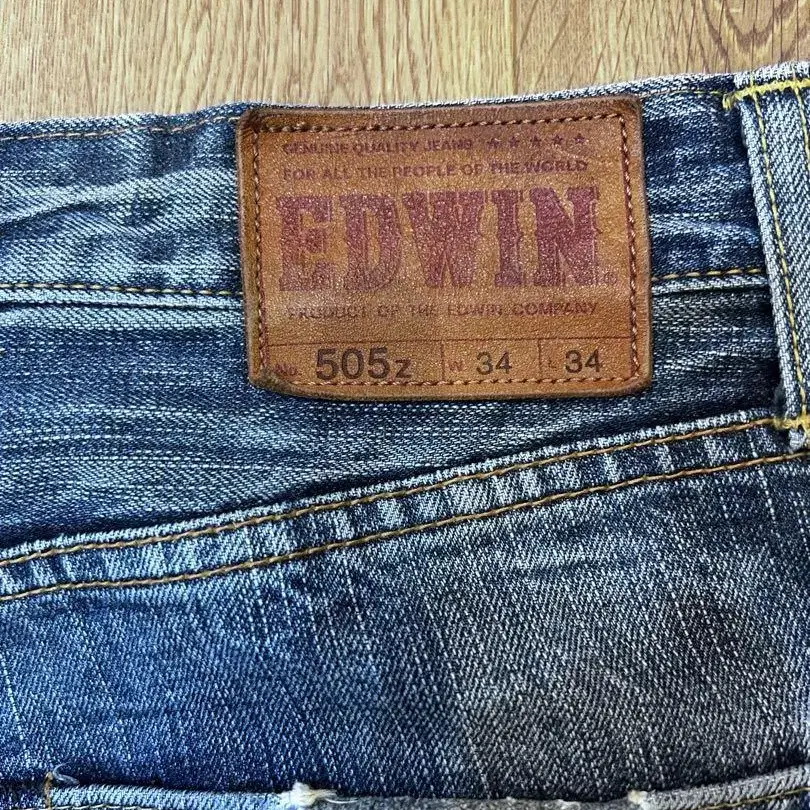 GENUINE QUALITY JEANS ★★★★★
FOR ALL THE PEOPLE OF THE WORLD
EDWIN®
PRODUCT OF THE EDWIN COMPANY
No. 505z W 34 L 34